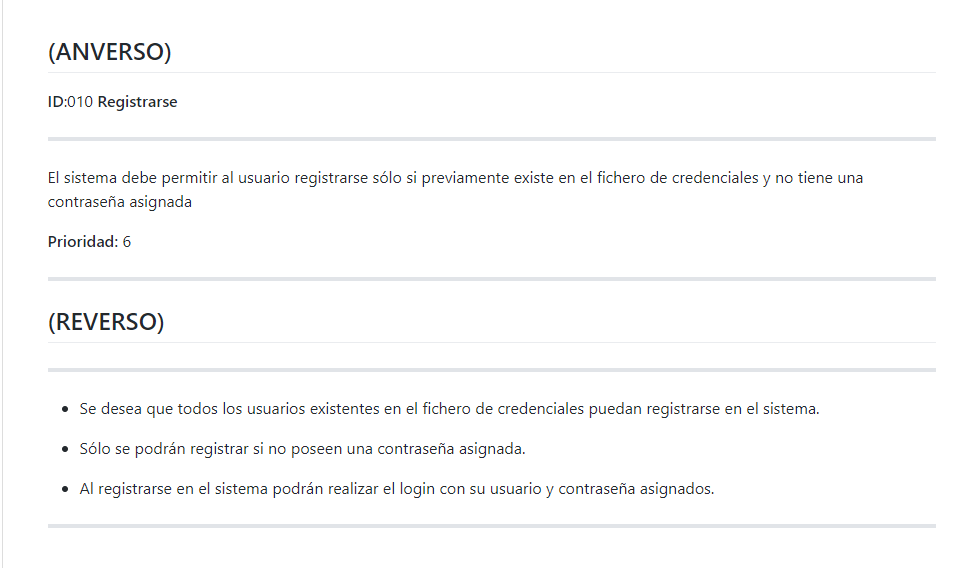 (ANVERSO)
ID:010 Registrarse
El sistema debe permitir al usuario registrarse sólo si previamente existe en el fichero de credenciales y no tiene una
contraseña asignada
Prioridad: 6
(REVERSO)
• Se desea que todos los usuarios existentes en el fichero de credenciales puedan registrarse en el sistema.
• Sólo se podrán registrar si no poseen una contraseña asignada.
• Al registrarse en el sistema podrán realizar el login con su usuario y contraseña asignados.